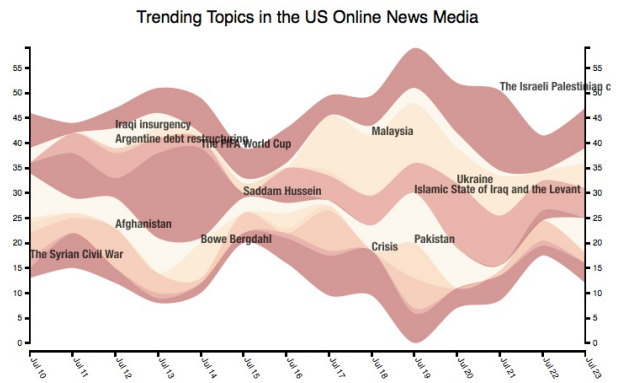 Trending Topics in the US Online News Media
55
50
45
40
35
30
25
20
15
10
5
0
The Israeli Palestinian c
Iraqi insurgency
Argentine debt restructuring
The FIFA World Cup
Malaysia
Ukraine
Saddam Hussein
Islamic State of Iraq and the Levant
Afghanistan
Bowe Bergdahl
Crisis
Pakistan
The Syrian Civil War
55
50
45
40
35
30
25
20
15
10
5
0
Jul 10
Jul 11
Jul 12
Jul 13
Jul 14
Jul 15
Jul 16
Jul 17
Jul 18
Jul 19
Jul 20
Jul 21
Jul 22
Jul 23